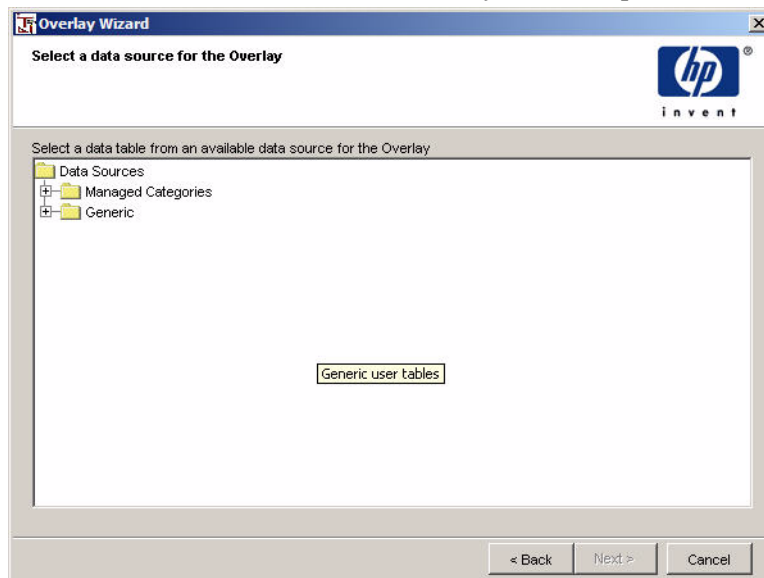 Overlay Wizard
Select a data source for the Overlay
hp
®
invent
Select a data table from an available data source for the Overlay
Data Sources
Managed Categories
Generic
Generic user tables
< Back
Next >
Cancel